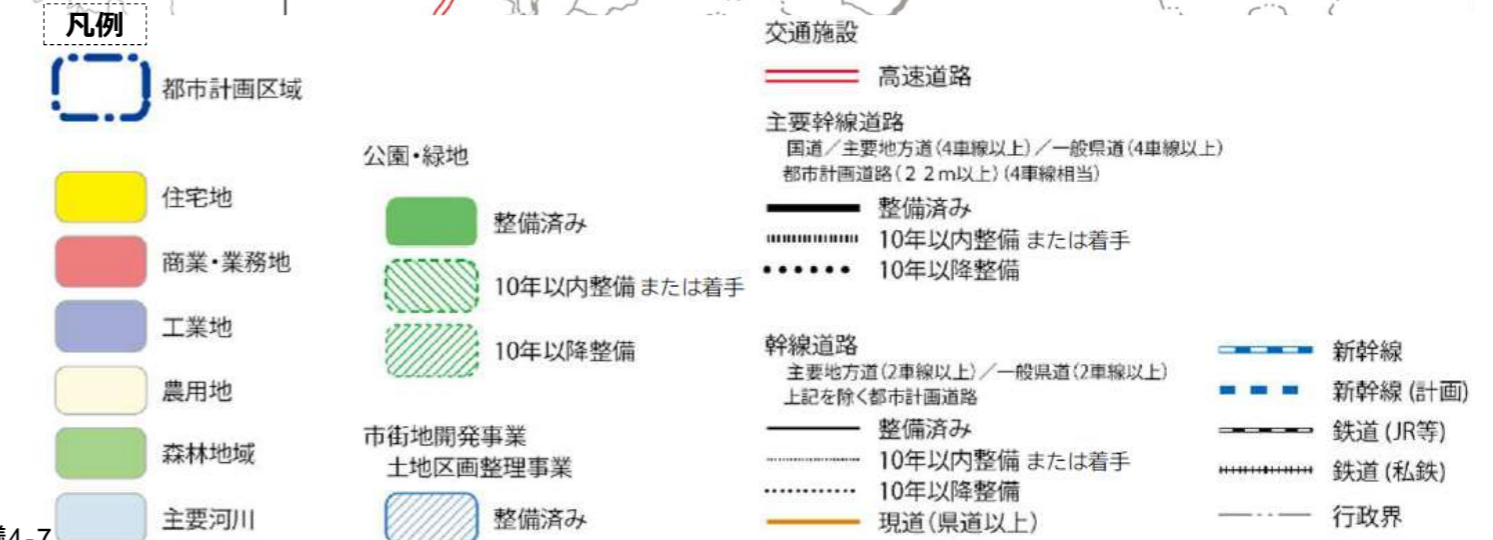 凡例
都市計画区域
住宅地
商業・業務地
工業地
農用地
森林地域
主要河川
公園・緑地
整備済み
10年以内整備 または着手
10年以降整備
市街地開発事業
土地区画整理事業
整備済み
交通施設
高速道路
主要幹線道路
国道／主要地方道(4車線以上)／一般県道(4車線以上)
都市計画道路(２２m以上)(4車線相当)
整備済み
10年以内整備 または着手
10年以降整備
幹線道路
主要地方道(2車線以上)／一般県道(2車線以上)
上記を除く都市計画道路
整備済み
10年以内整備 または着手
10年以降整備
現道(県道以上)
新幹線
新幹線 (計画)
鉄道 (JR等)
鉄道 (私鉄)
行政界
4-7